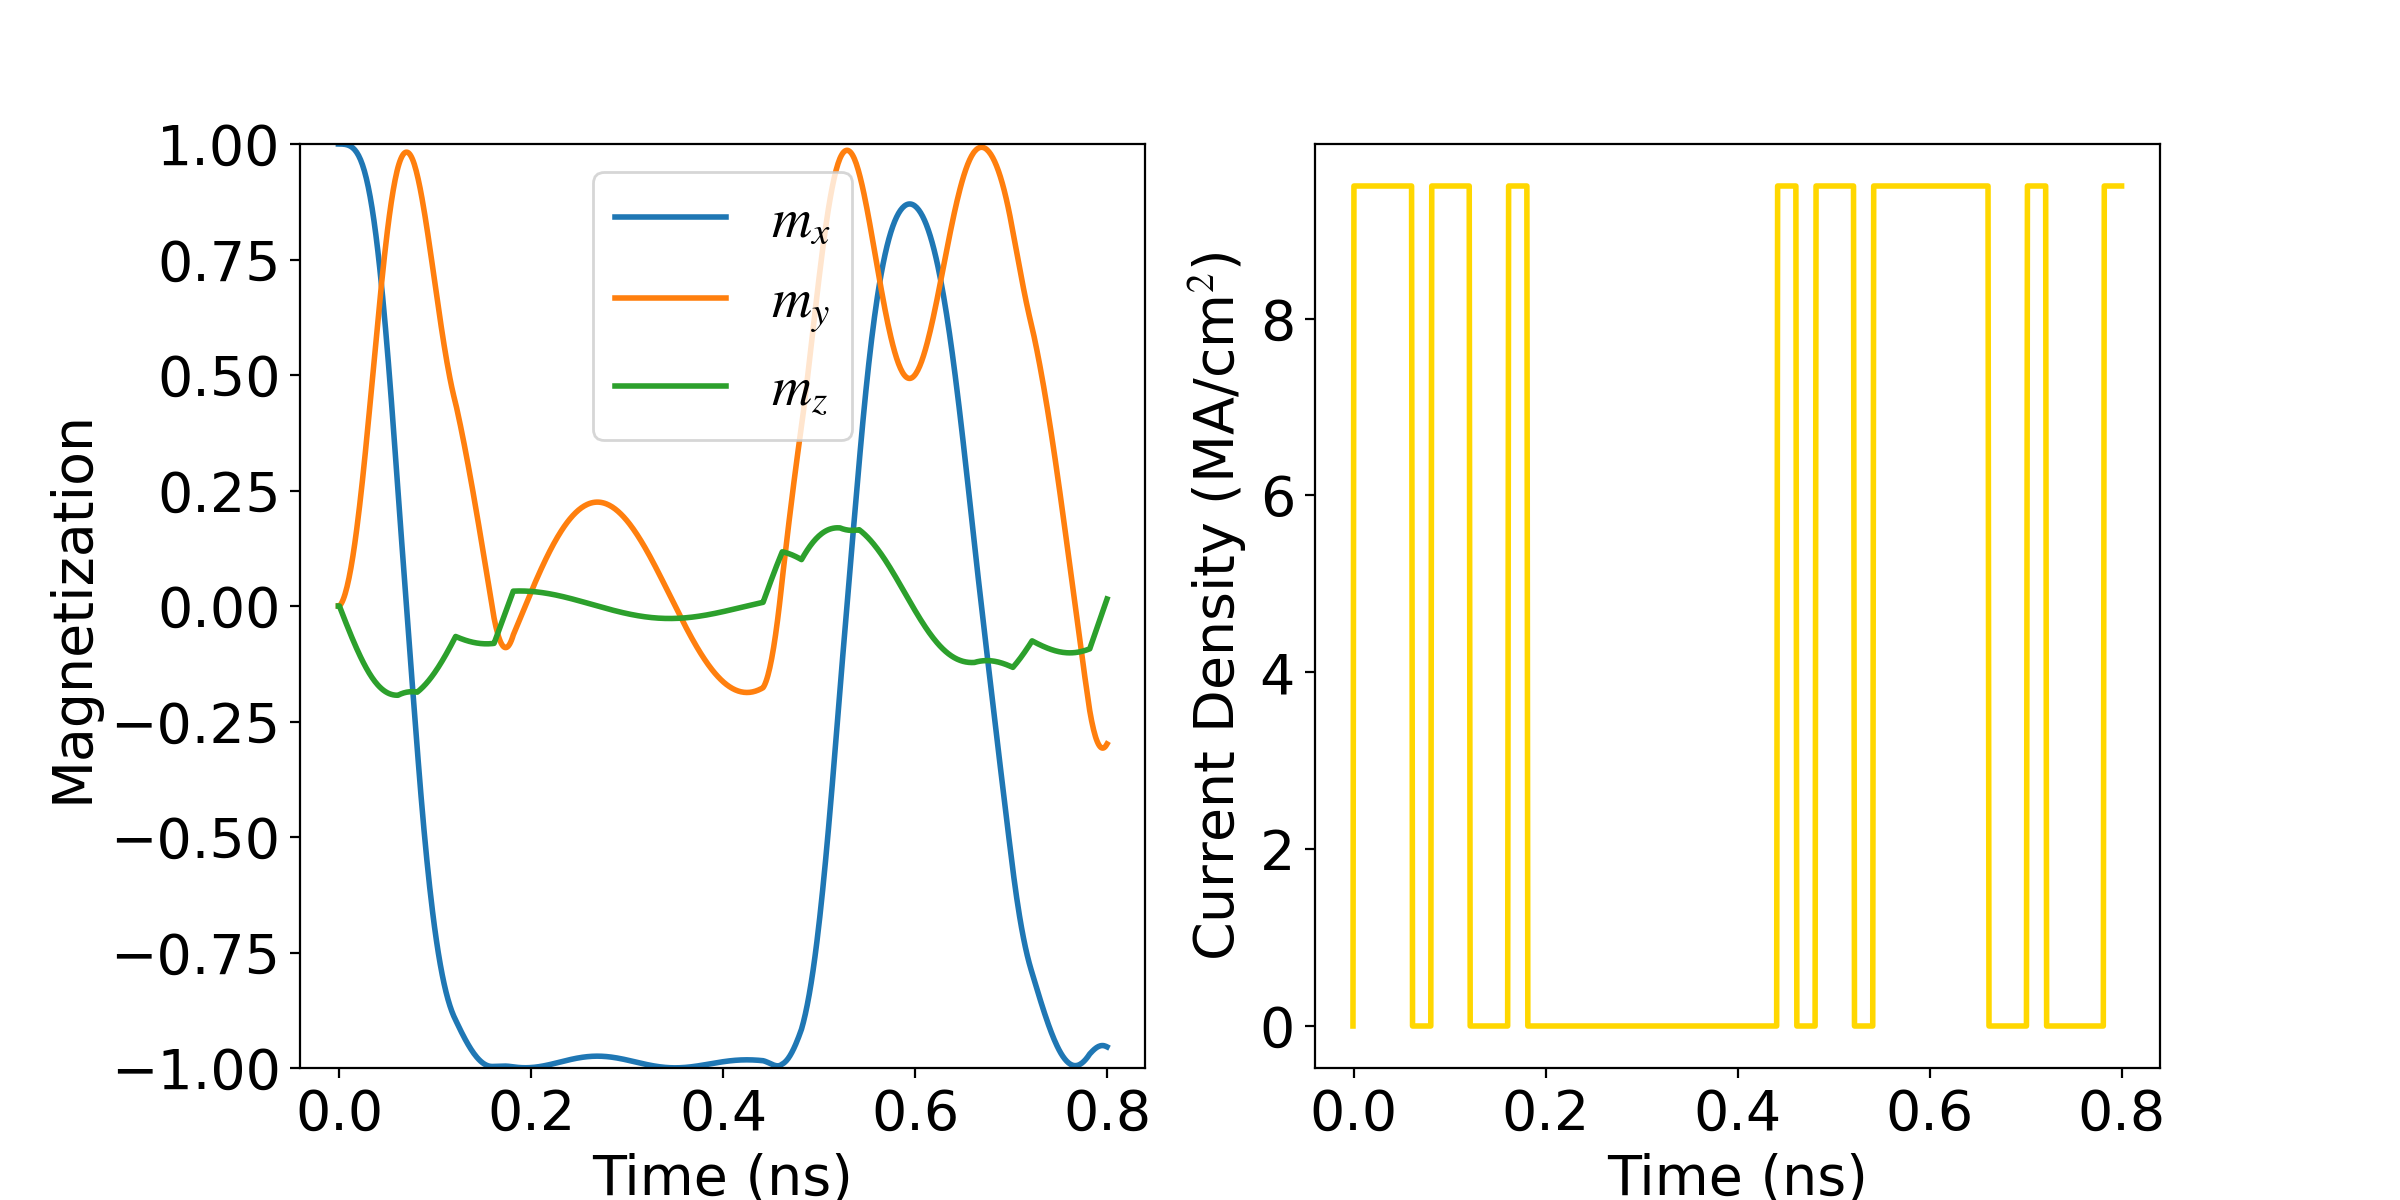 1.00
0.75
0.50
0.25
0.00
−0.25
−0.50
−0.75
−1.00
Magnetization
0.0 0.2 0.4 0.6 0.8
Time (ns)
m_x
m_y
m_z
8
6
4
2
0
Current Density (MA/cm²)
0.0 0.2 0.4 0.6 0.8
Time (ns)